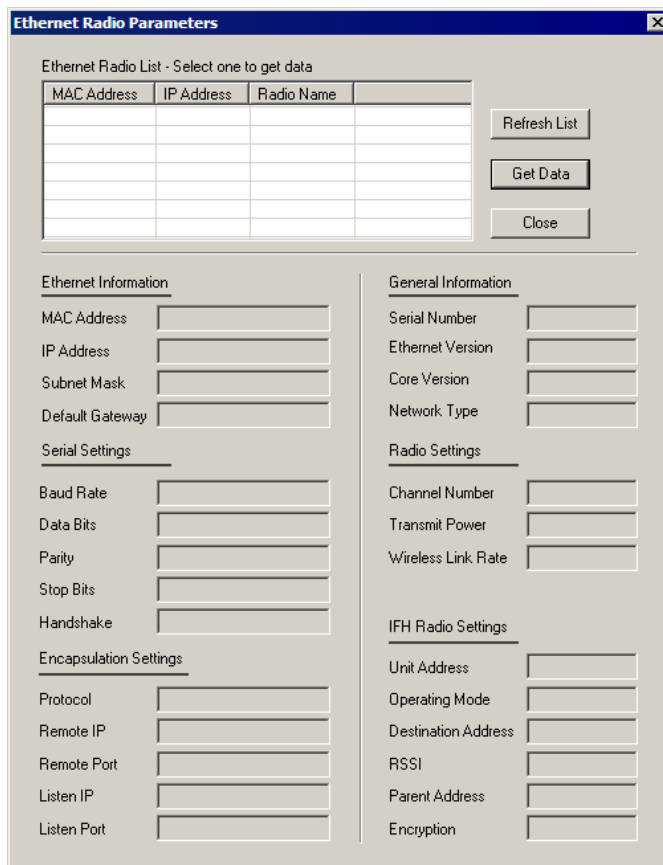 Ethernet Radio Parameters
Ethernet Radio List - Select one to get data
MAC Address IP Address Radio Name
Refresh List
Get Data
Close
Ethernet Information
MAC Address
IP Address
Subnet Mask
Default Gateway
Serial Settings
Baud Rate
Data Bits
Parity
Stop Bits
Handshake
Encapsulation Settings
Protocol
Remote IP
Remote Port
Listen IP
Listen Port
General Information
Serial Number
Ethernet Version
Core Version
Network Type
Radio Settings
Channel Number
Transmit Power
Wireless Link Rate
IFH Radio Settings
Unit Address
Operating Mode
Destination Address
RSSI
Parent Address
Encryption